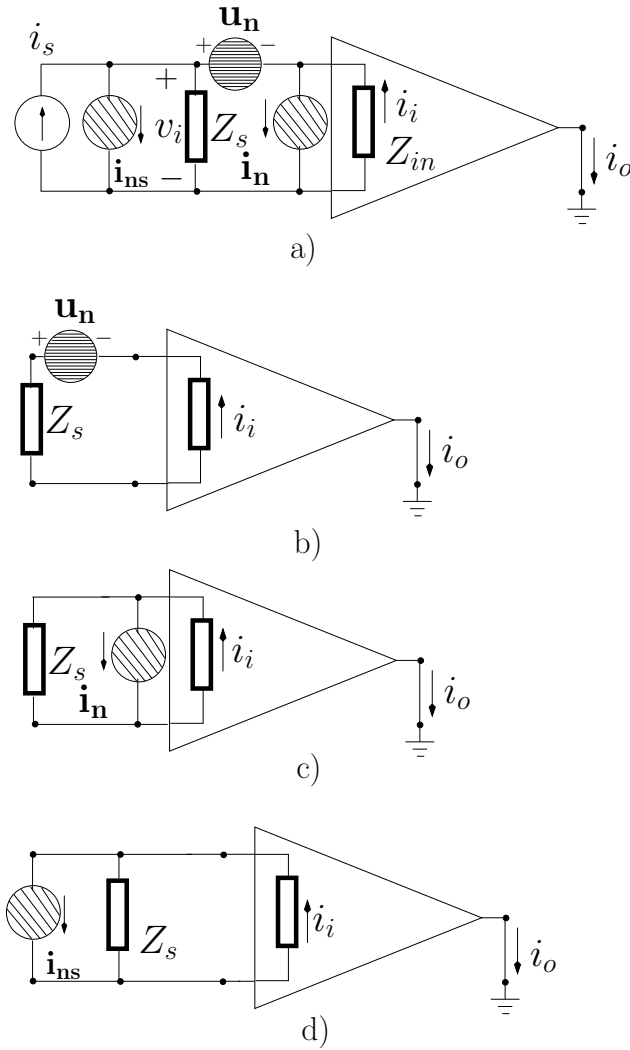 u_n
i_s
+ −
+
v_i
Z_s
i_i
Z_in
i_ns
−
i_n
i_o
a)
u_n
+ −
Z_s
i_i
i_o
b)
Z_s
i_i
i_n
i_o
c)
Z_s
i_i
i_ns
i_o
d)